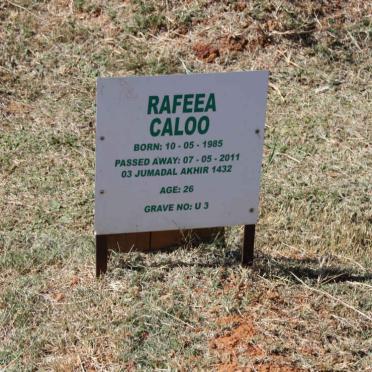 RAFEEA
CALOO
BORN: 10 - 05 - 1985
PASSED AWAY: 07 - 05 - 2011
03 JUMADAL AKHIR 1432
AGE: 26
GRAVE NO: U 3